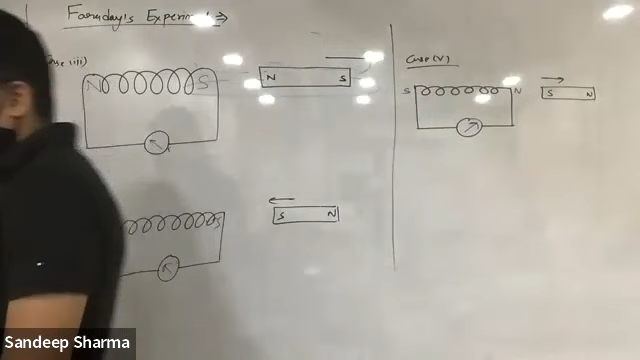 Faraday's Experiment ⇒
Case (iii)
N S
N S
S
S N
Case (V)
S N
S N
Sandeep Sharma